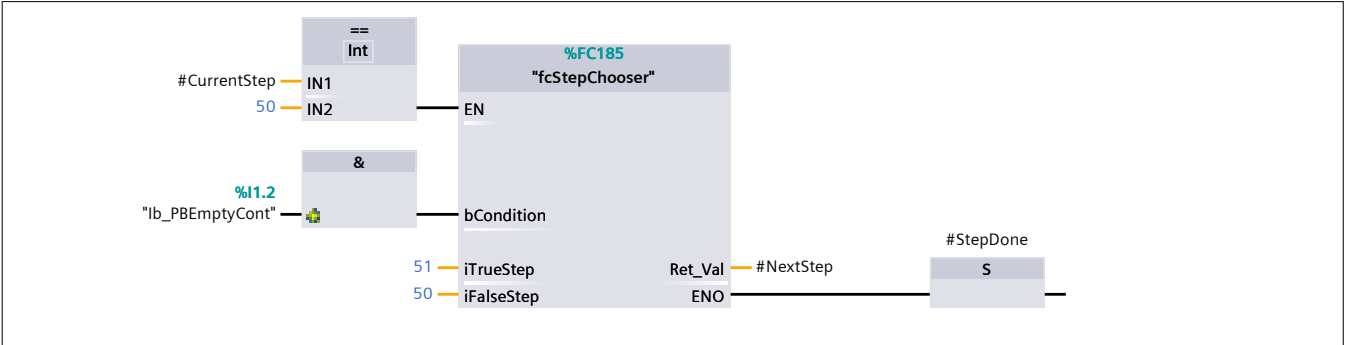 ==
Int
#CurrentStep
IN1
50
IN2
%FC185
"fcStepChooser"
EN
&
%I1.2
"Ib_PBEmptyCont"
bCondition
51
iTrueStep
Ret_Val
#NextStep
50
iFalseStep
ENO
#StepDone
S